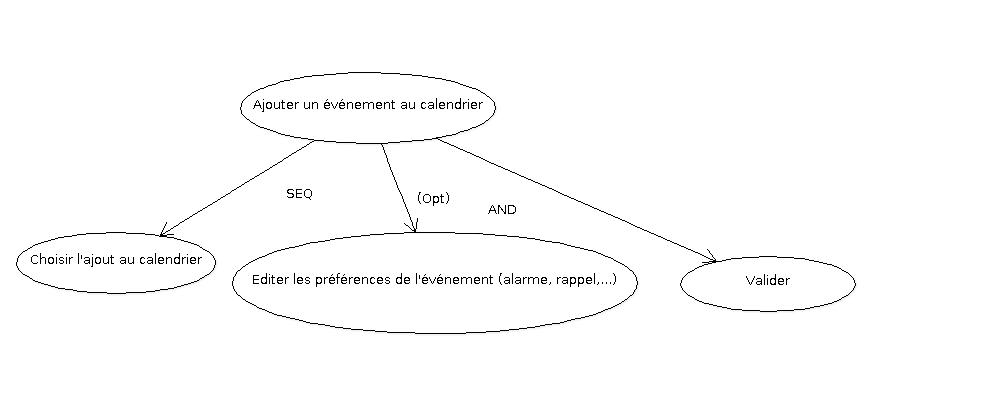 Ajouter un événement au calendrier
SEQ
(Opt)
AND
Choisir l'ajout au calendrier
Editer les préférences de l'événement (alarme, rappel,...)
Valider